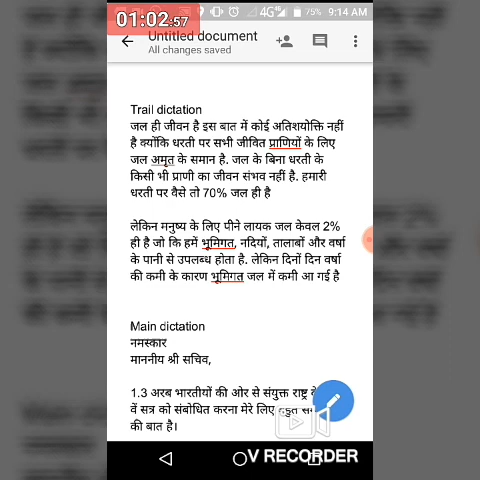 01:02:57
4G 75% 9:14 AM
Untitled document
All changes saved
Trail dictation
जल ही जीवन है इस बात में कोई अतिशयोक्ति नहीं
है क्योंकि धरती पर सभी जीवित प्राणियों के लिए
जल अमृत के समान है. जल के बिना धरती के
किसी भी प्राणी का जीवन संभव नहीं है. हमारी
धरती पर वैसे तो 70% जल ही है
लेकिन मनुष्य के लिए पीने लायक जल केवल 2%
ही है जो कि हमें भूमिगत, नदियों, तालाबों और वर्षा
के पानी से उपलब्ध होता है. लेकिन दिनों दिन वर्षा
की कमी के कारण भूमिगत जल में कमी आ गई है
Main dictation
नमस्कार
माननीय श्री सचिव,
1.3 अरब भारतीयों की ओर से संयुक्त राष्ट्र
वें सत्र को संबोधित करना मेरे लिए
की बात है।
V RECORDER